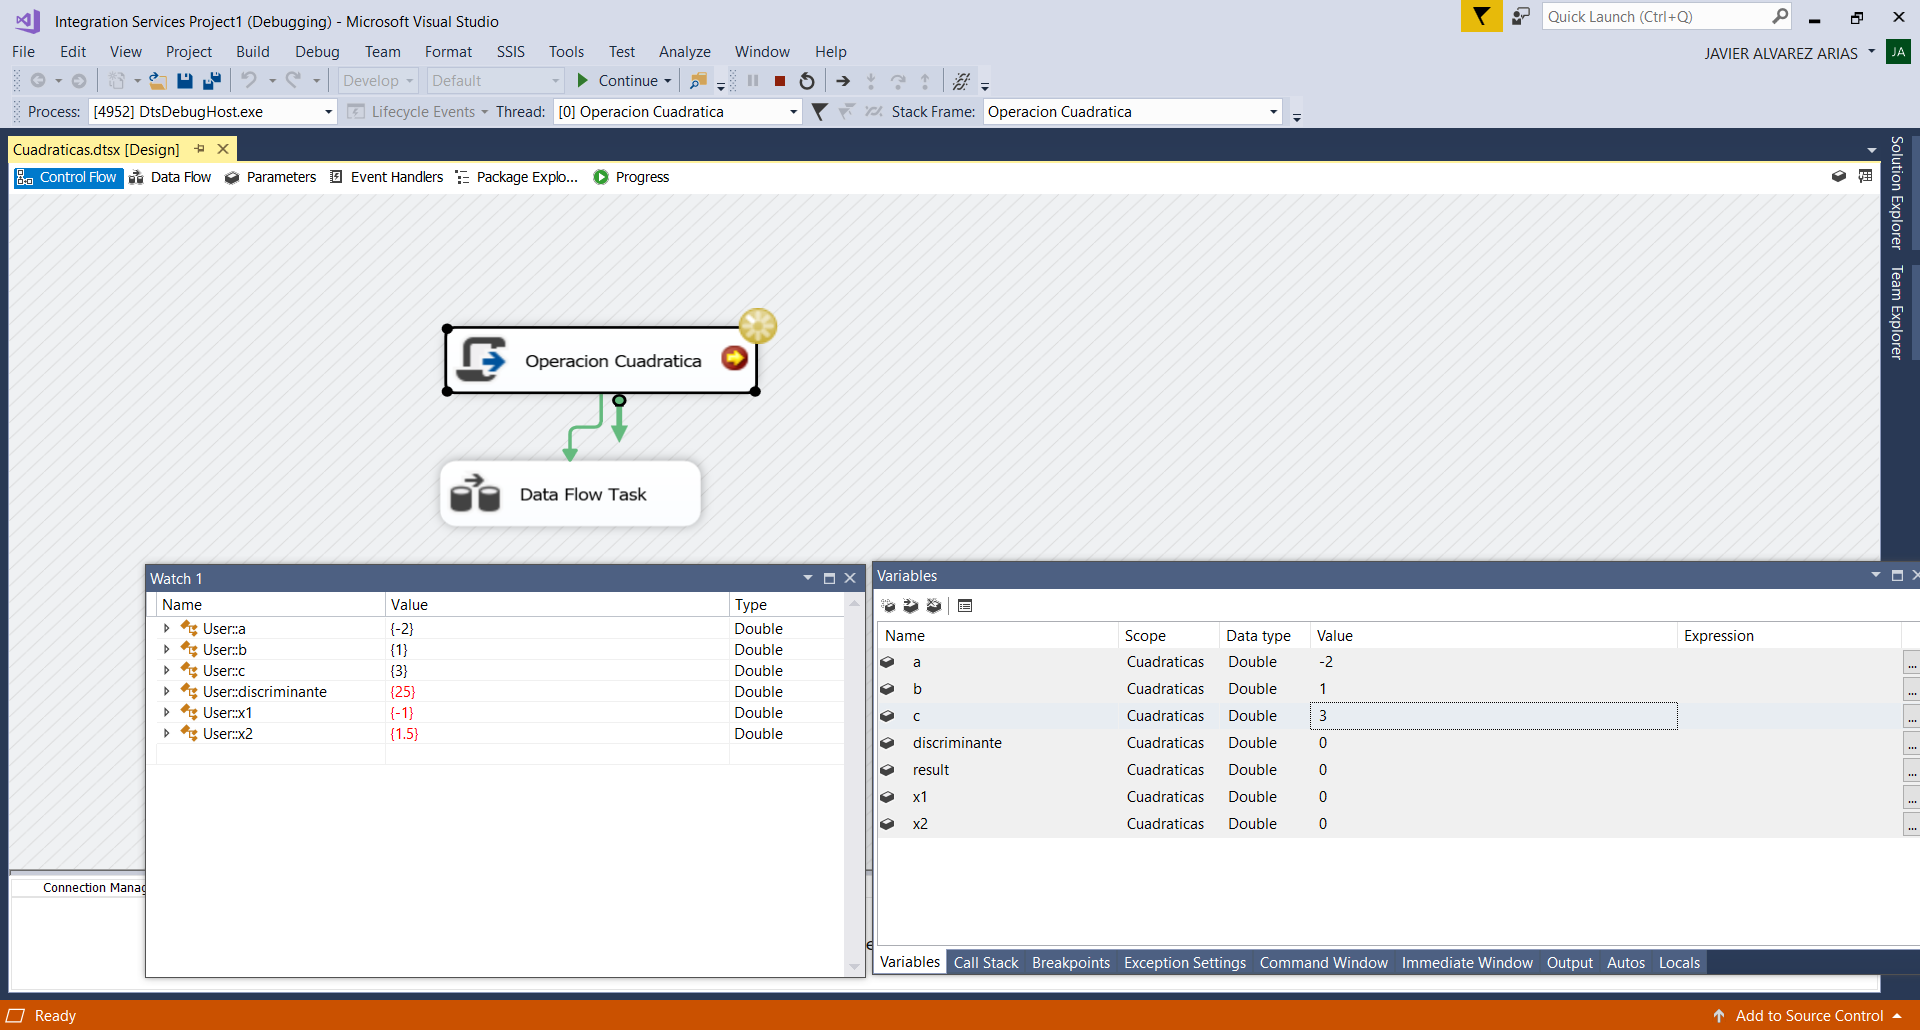 Integration Services Project1 (Debugging) - Microsoft Visual Studio
Quick Launch (Ctrl+Q)
File Edit View Project Build Debug Team Format SSIS Tools Test Analyze Window Help
JAVIER ALVAREZ ARIAS JA
Develop Default Continue
Process: [4952] DtsDebugHost.exe Lifecycle Events Thread: [0] Operacion Cuadratica Stack Frame: Operacion Cuadratica
Cuadraticas.dtsx [Design]
Control Flow Data Flow Parameters Event Handlers Package Explo... Progress
Solution Explorer
Team Explorer
Operacion Cuadratica
Data Flow Task
Watch 1
Name Value Type
User::a {-2} Double
User::b {1} Double
User::c {3} Double
User::discriminante {25} Double
User::x1 {-1} Double
User::x2 {1.5} Double
Variables
Name Scope Data type Value Expression
a Cuadraticas Double -2 ...
b Cuadraticas Double 1 ...
c Cuadraticas Double 3 ...
discriminante Cuadraticas Double 0 ...
result Cuadraticas Double 0 ...
x1 Cuadraticas Double 0 ...
x2 Cuadraticas Double 0 ...
Connection Manag
Variables Call Stack Breakpoints Exception Settings Command Window Immediate Window Output Autos Locals
Ready
Add to Source Control